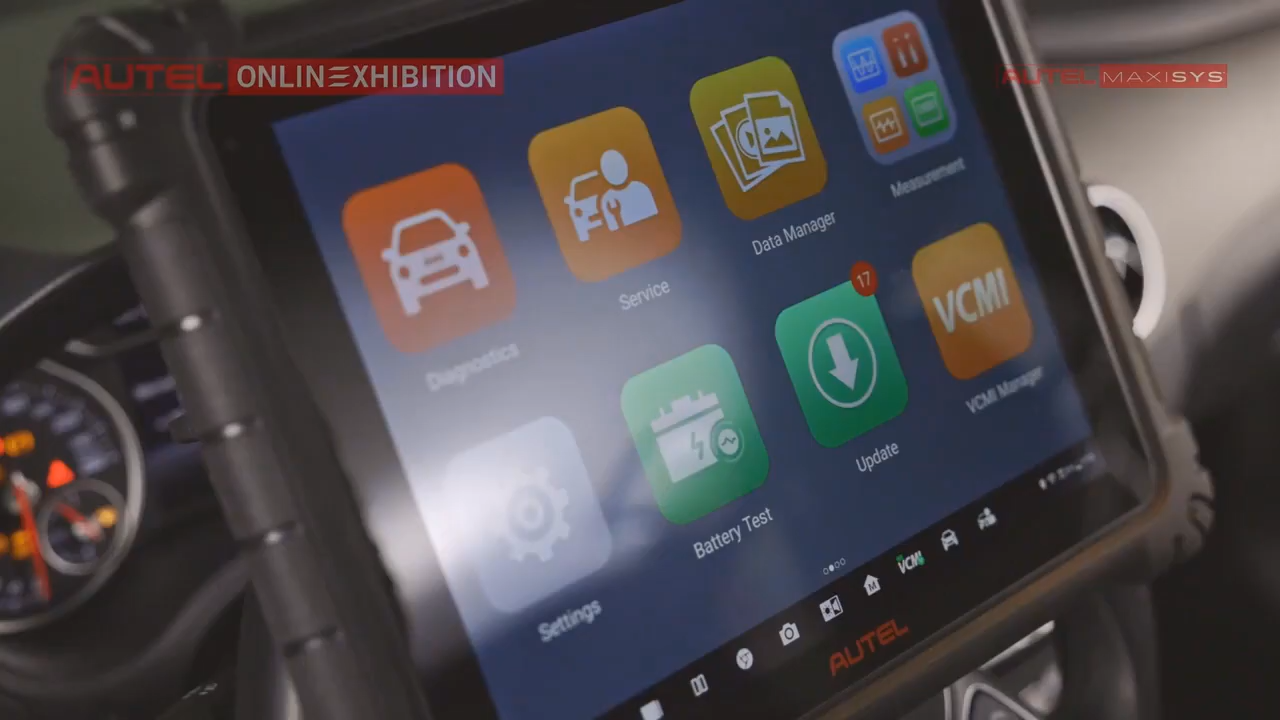 AUTEL ONLINEXHIBITION
AUTEL MAXISYS
Diagnostics
Service
Data Manager
Measurement
Settings
Battery Test
17
Update
VCMI
VCMI Manager
VCMI
AUTEL